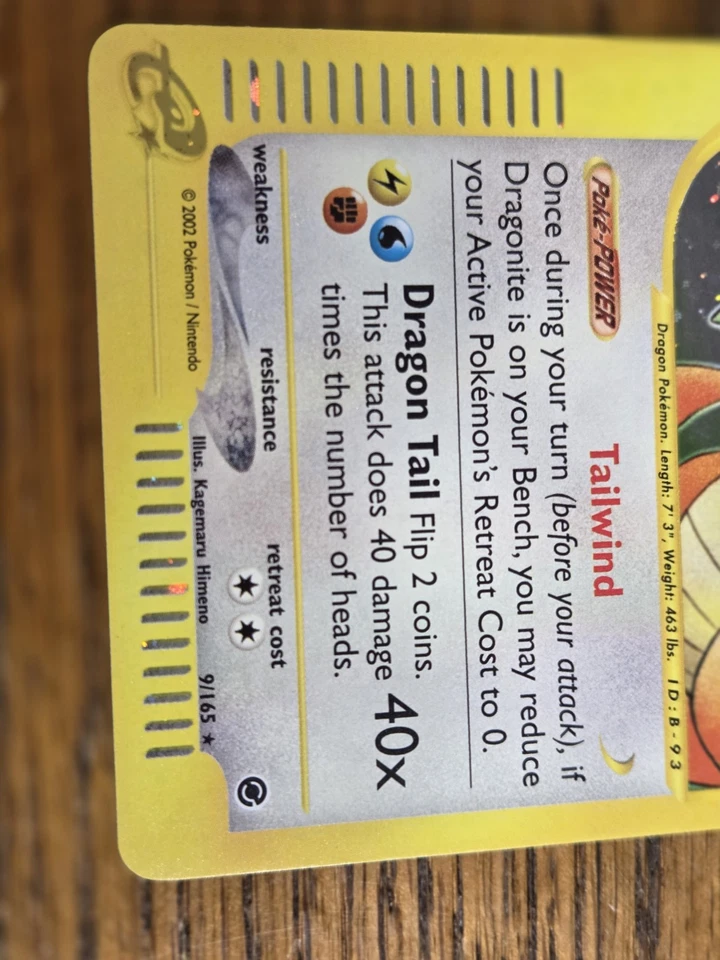 Dragon Pokémon. Length: 7' 3", Weight: 463 lbs. ID: B-93
Poké-POWER Tailwind
Once during your turn (before your attack), if
Dragonite is on your Bench, you may reduce
your Active Pokémon's Retreat Cost to 0.
Dragon Tail Flip 2 coins.
This attack does 40 damage 40x
times the number of heads.
weakness resistance retreat cost
© 2002 Pokémon / Nintendo Illus. Kagemaru Himeno 9/165 ★